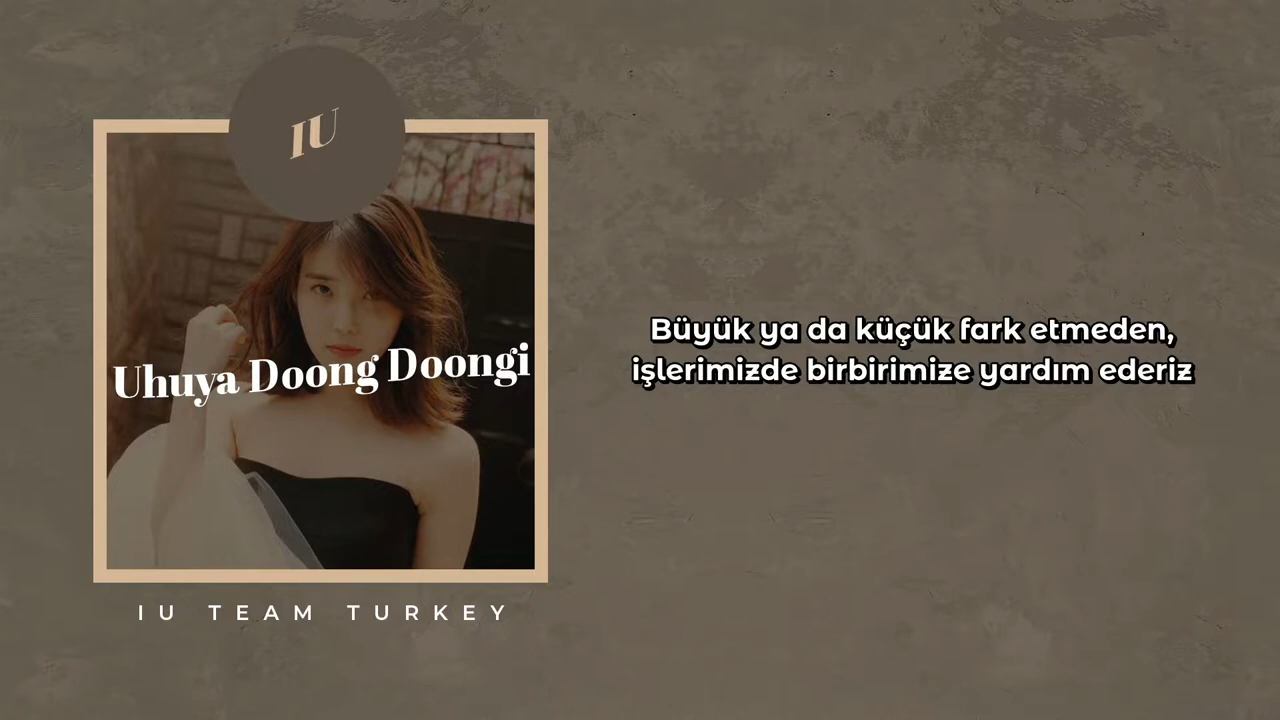 IU
Uhuya Doong Doongi
IU TEAM TURKEY
Büyük ya da küçük fark etmeden,
işlerimizde birbirimize yardım ederiz